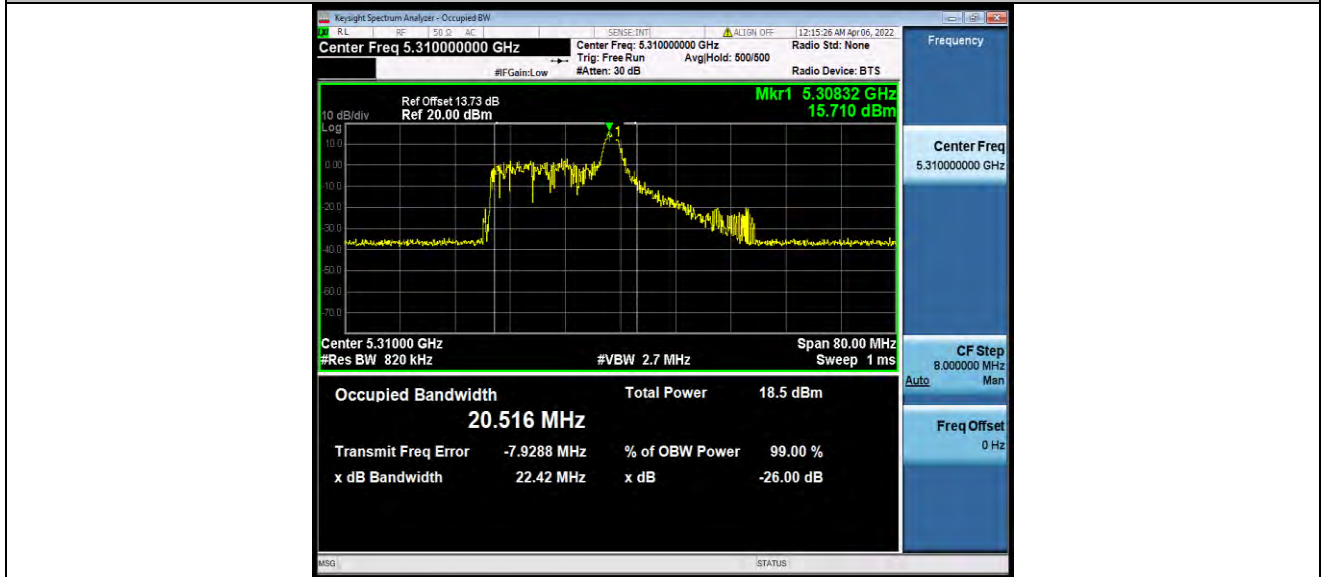 Keysight Spectrum Analyzer - Occupied BW
RL RF 50 Ω AC SENSE:INT ALIGN OFF 12:15:26 AM Apr 06, 2022
Center Freq 5.310000000 GHz
Center Freq: 5.310000000 GHz Radio Std: None
Trig: Free Run Avg|Hold: 500/500
#IFGain:Low #Atten: 30 dB Radio Device: BTS
Frequency
Mkr1 5.30832 GHz
15.710 dBm
Ref Offset 13.73 dB
10 dB/div Ref 20.00 dBm
Log
10.0
0.00
-10.0
-20.0
-30.0
-40.0
-50.0
-60.0
-70.0
1
Center 5.31000 GHz Span 80.00 MHz
#Res BW 820 kHz #VBW 2.7 MHz Sweep 1 ms
Occupied Bandwidth Total Power 18.5 dBm
20.516 MHz
Transmit Freq Error -7.9288 MHz % of OBW Power 99.00 %
x dB Bandwidth 22.42 MHz x dB -26.00 dB
Center Freq
5.310000000 GHz
CF Step
8.000000 MHz
Auto Man
Freq Offset
0 Hz
MSG STATUS